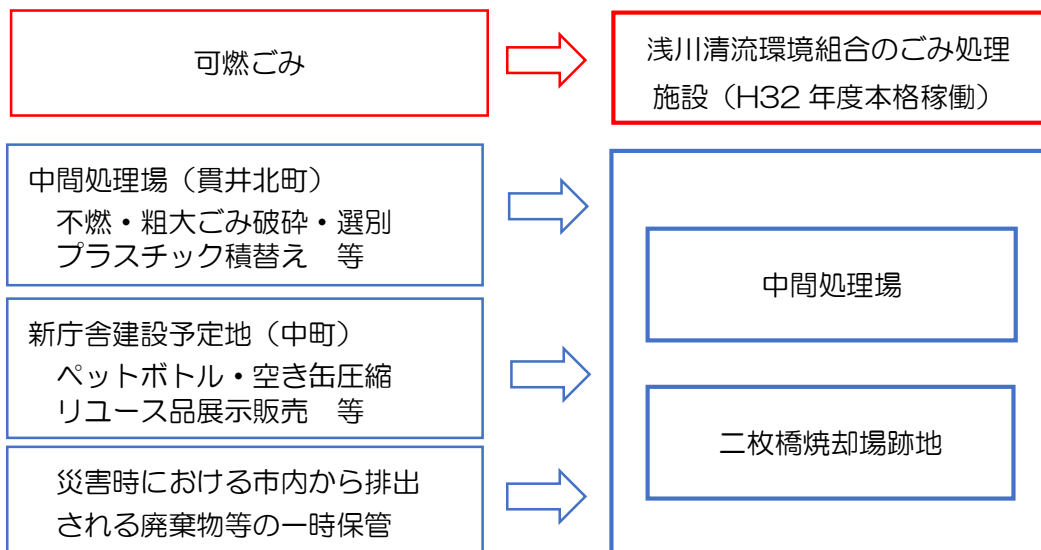 可燃ごみ
浅川清流環境組合のごみ処理
施設（H32 年度本格稼働）
中間処理場（貫井北町）
不燃・粗大ごみ破砕・選別
プラスチック積替え　等
新庁舎建設予定地（中町）
ペットボトル・空き缶圧縮
リユース品展示販売　等
災害時における市内から排出
される廃棄物等の一時保管
中間処理場
二枚橋焼却場跡地